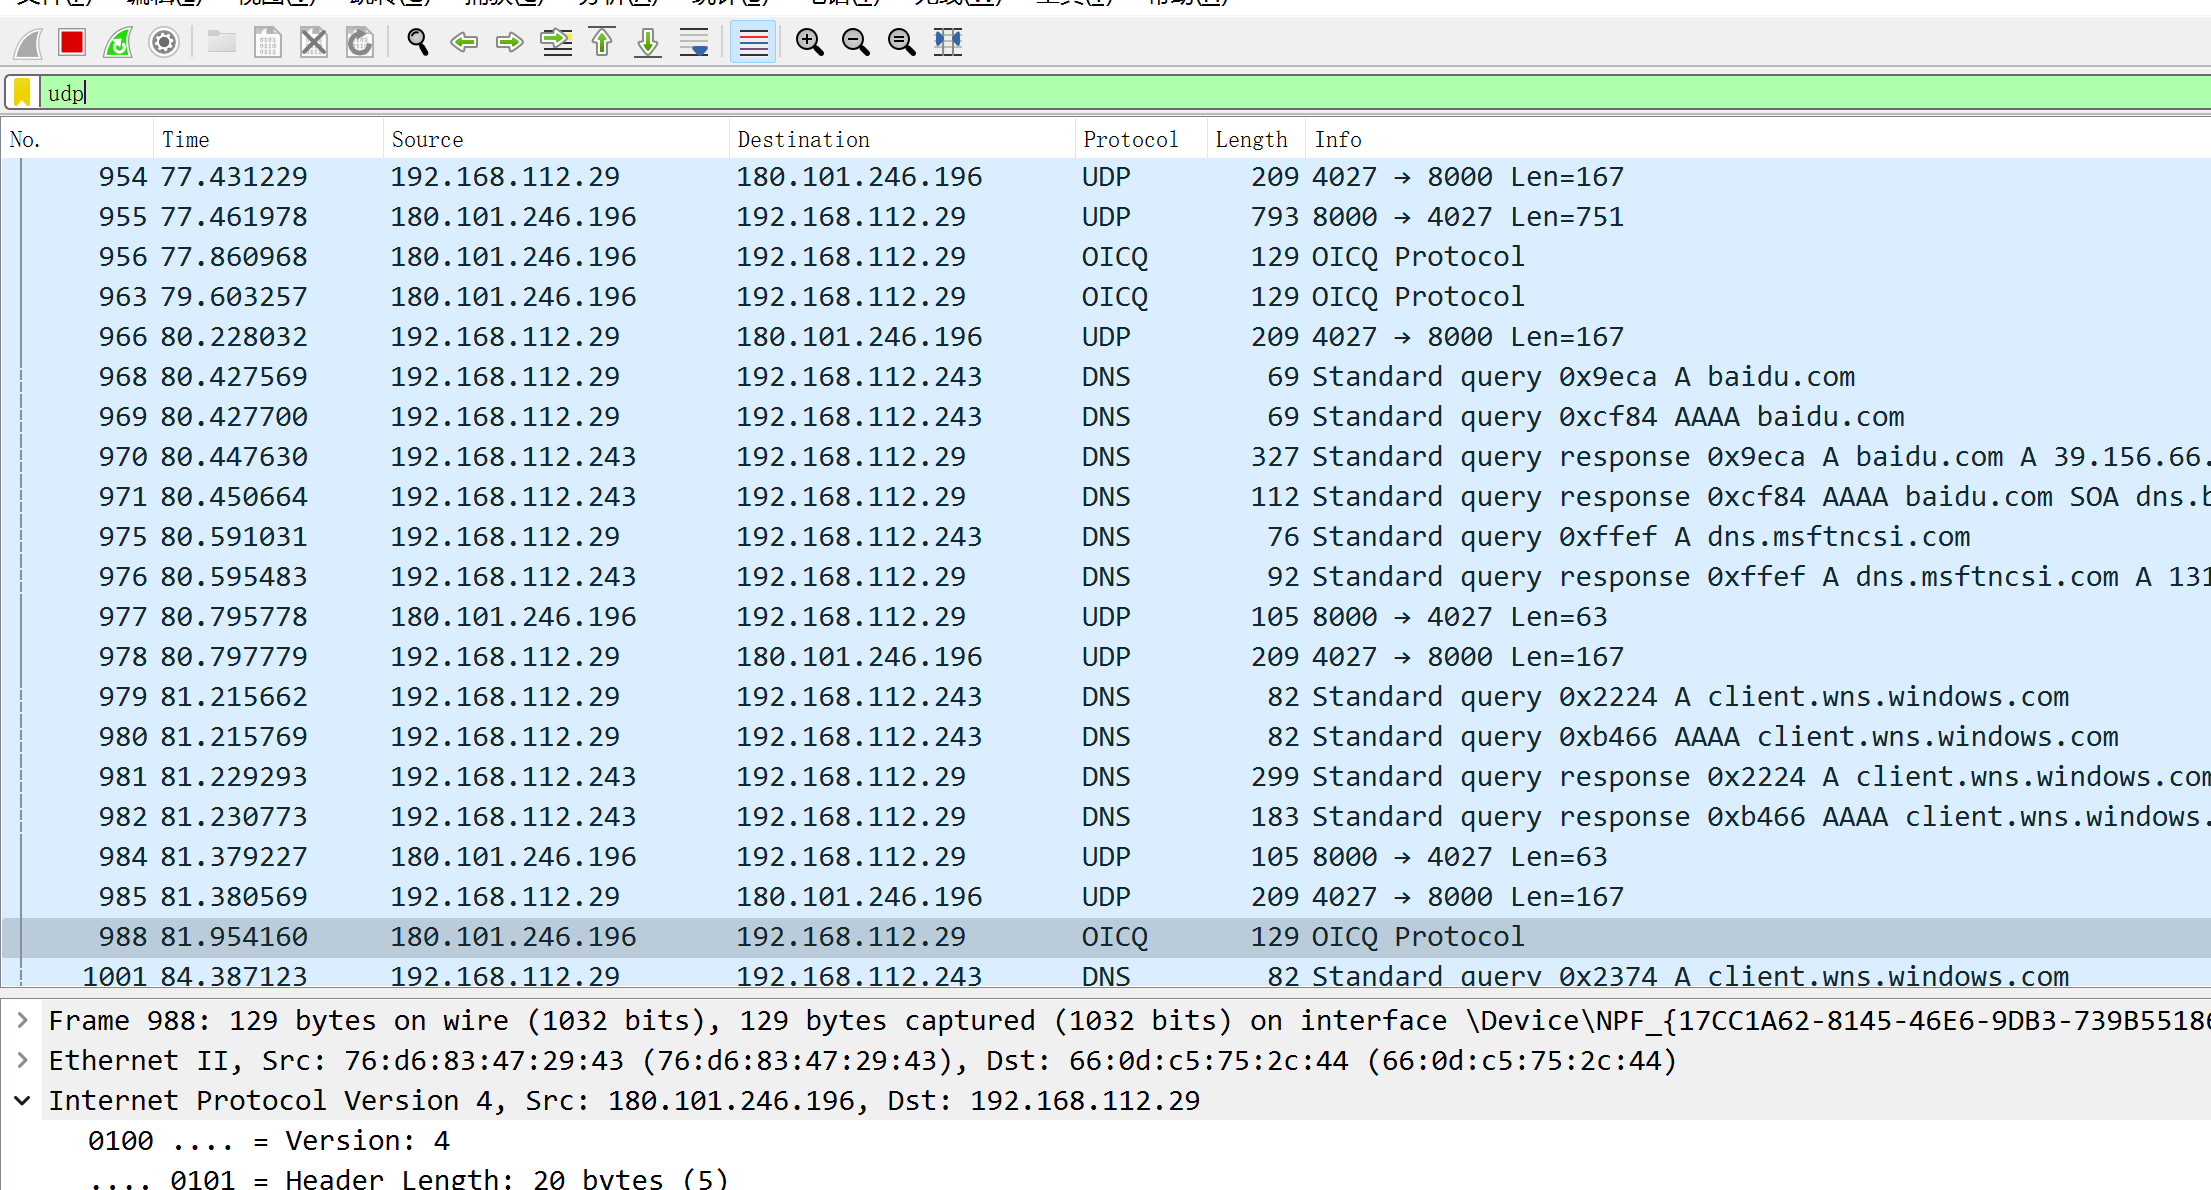 udp
No. Time Source Destination Protocol Length Info
954 77.431229 192.168.112.29 180.101.246.196 UDP 209 4027 → 8000 Len=167
955 77.461978 180.101.246.196 192.168.112.29 UDP 793 8000 → 4027 Len=751
956 77.860968 180.101.246.196 192.168.112.29 OICQ 129 OICQ Protocol
963 79.603257 180.101.246.196 192.168.112.29 OICQ 129 OICQ Protocol
966 80.228032 192.168.112.29 180.101.246.196 UDP 209 4027 → 8000 Len=167
968 80.427569 192.168.112.29 192.168.112.243 DNS 69 Standard query 0x9eca A baidu.com
969 80.427700 192.168.112.29 192.168.112.243 DNS 69 Standard query 0xcf84 AAAA baidu.com
970 80.447630 192.168.112.243 192.168.112.29 DNS 327 Standard query response 0x9eca A baidu.com A 39.156.66.
971 80.450664 192.168.112.243 192.168.112.29 DNS 112 Standard query response 0xcf84 AAAA baidu.com SOA dns.b
975 80.591031 192.168.112.29 192.168.112.243 DNS 76 Standard query 0xffef A dns.msftncsi.com
976 80.595483 192.168.112.243 192.168.112.29 DNS 92 Standard query response 0xffef A dns.msftncsi.com A 131
977 80.795778 180.101.246.196 192.168.112.29 UDP 105 8000 → 4027 Len=63
978 80.797779 192.168.112.29 180.101.246.196 UDP 209 4027 → 8000 Len=167
979 81.215662 192.168.112.29 192.168.112.243 DNS 82 Standard query 0x2224 A client.wns.windows.com
980 81.215769 192.168.112.29 192.168.112.243 DNS 82 Standard query 0xb466 AAAA client.wns.windows.com
981 81.229293 192.168.112.243 192.168.112.29 DNS 299 Standard query response 0x2224 A client.wns.windows.com
982 81.230773 192.168.112.243 192.168.112.29 DNS 183 Standard query response 0xb466 AAAA client.wns.windows.
984 81.379227 180.101.246.196 192.168.112.29 UDP 105 8000 → 4027 Len=63
985 81.380569 192.168.112.29 180.101.246.196 UDP 209 4027 → 8000 Len=167
988 81.954160 180.101.246.196 192.168.112.29 OICQ 129 OICQ Protocol
1001 84.387123 192.168.112.29 192.168.112.243 DNS 82 Standard query 0x2374 A client.wns.windows.com
Frame 988: 129 bytes on wire (1032 bits), 129 bytes captured (1032 bits) on interface \Device\NPF_{17CC1A62-8145-46E6-9DB3-739B55186
Ethernet II, Src: 76:d6:83:47:29:43 (76:d6:83:47:29:43), Dst: 66:0d:c5:75:2c:44 (66:0d:c5:75:2c:44)
Internet Protocol Version 4, Src: 180.101.246.196, Dst: 192.168.112.29
0100 .... = Version: 4
.... 0101 = Header Length: 20 bytes (5)